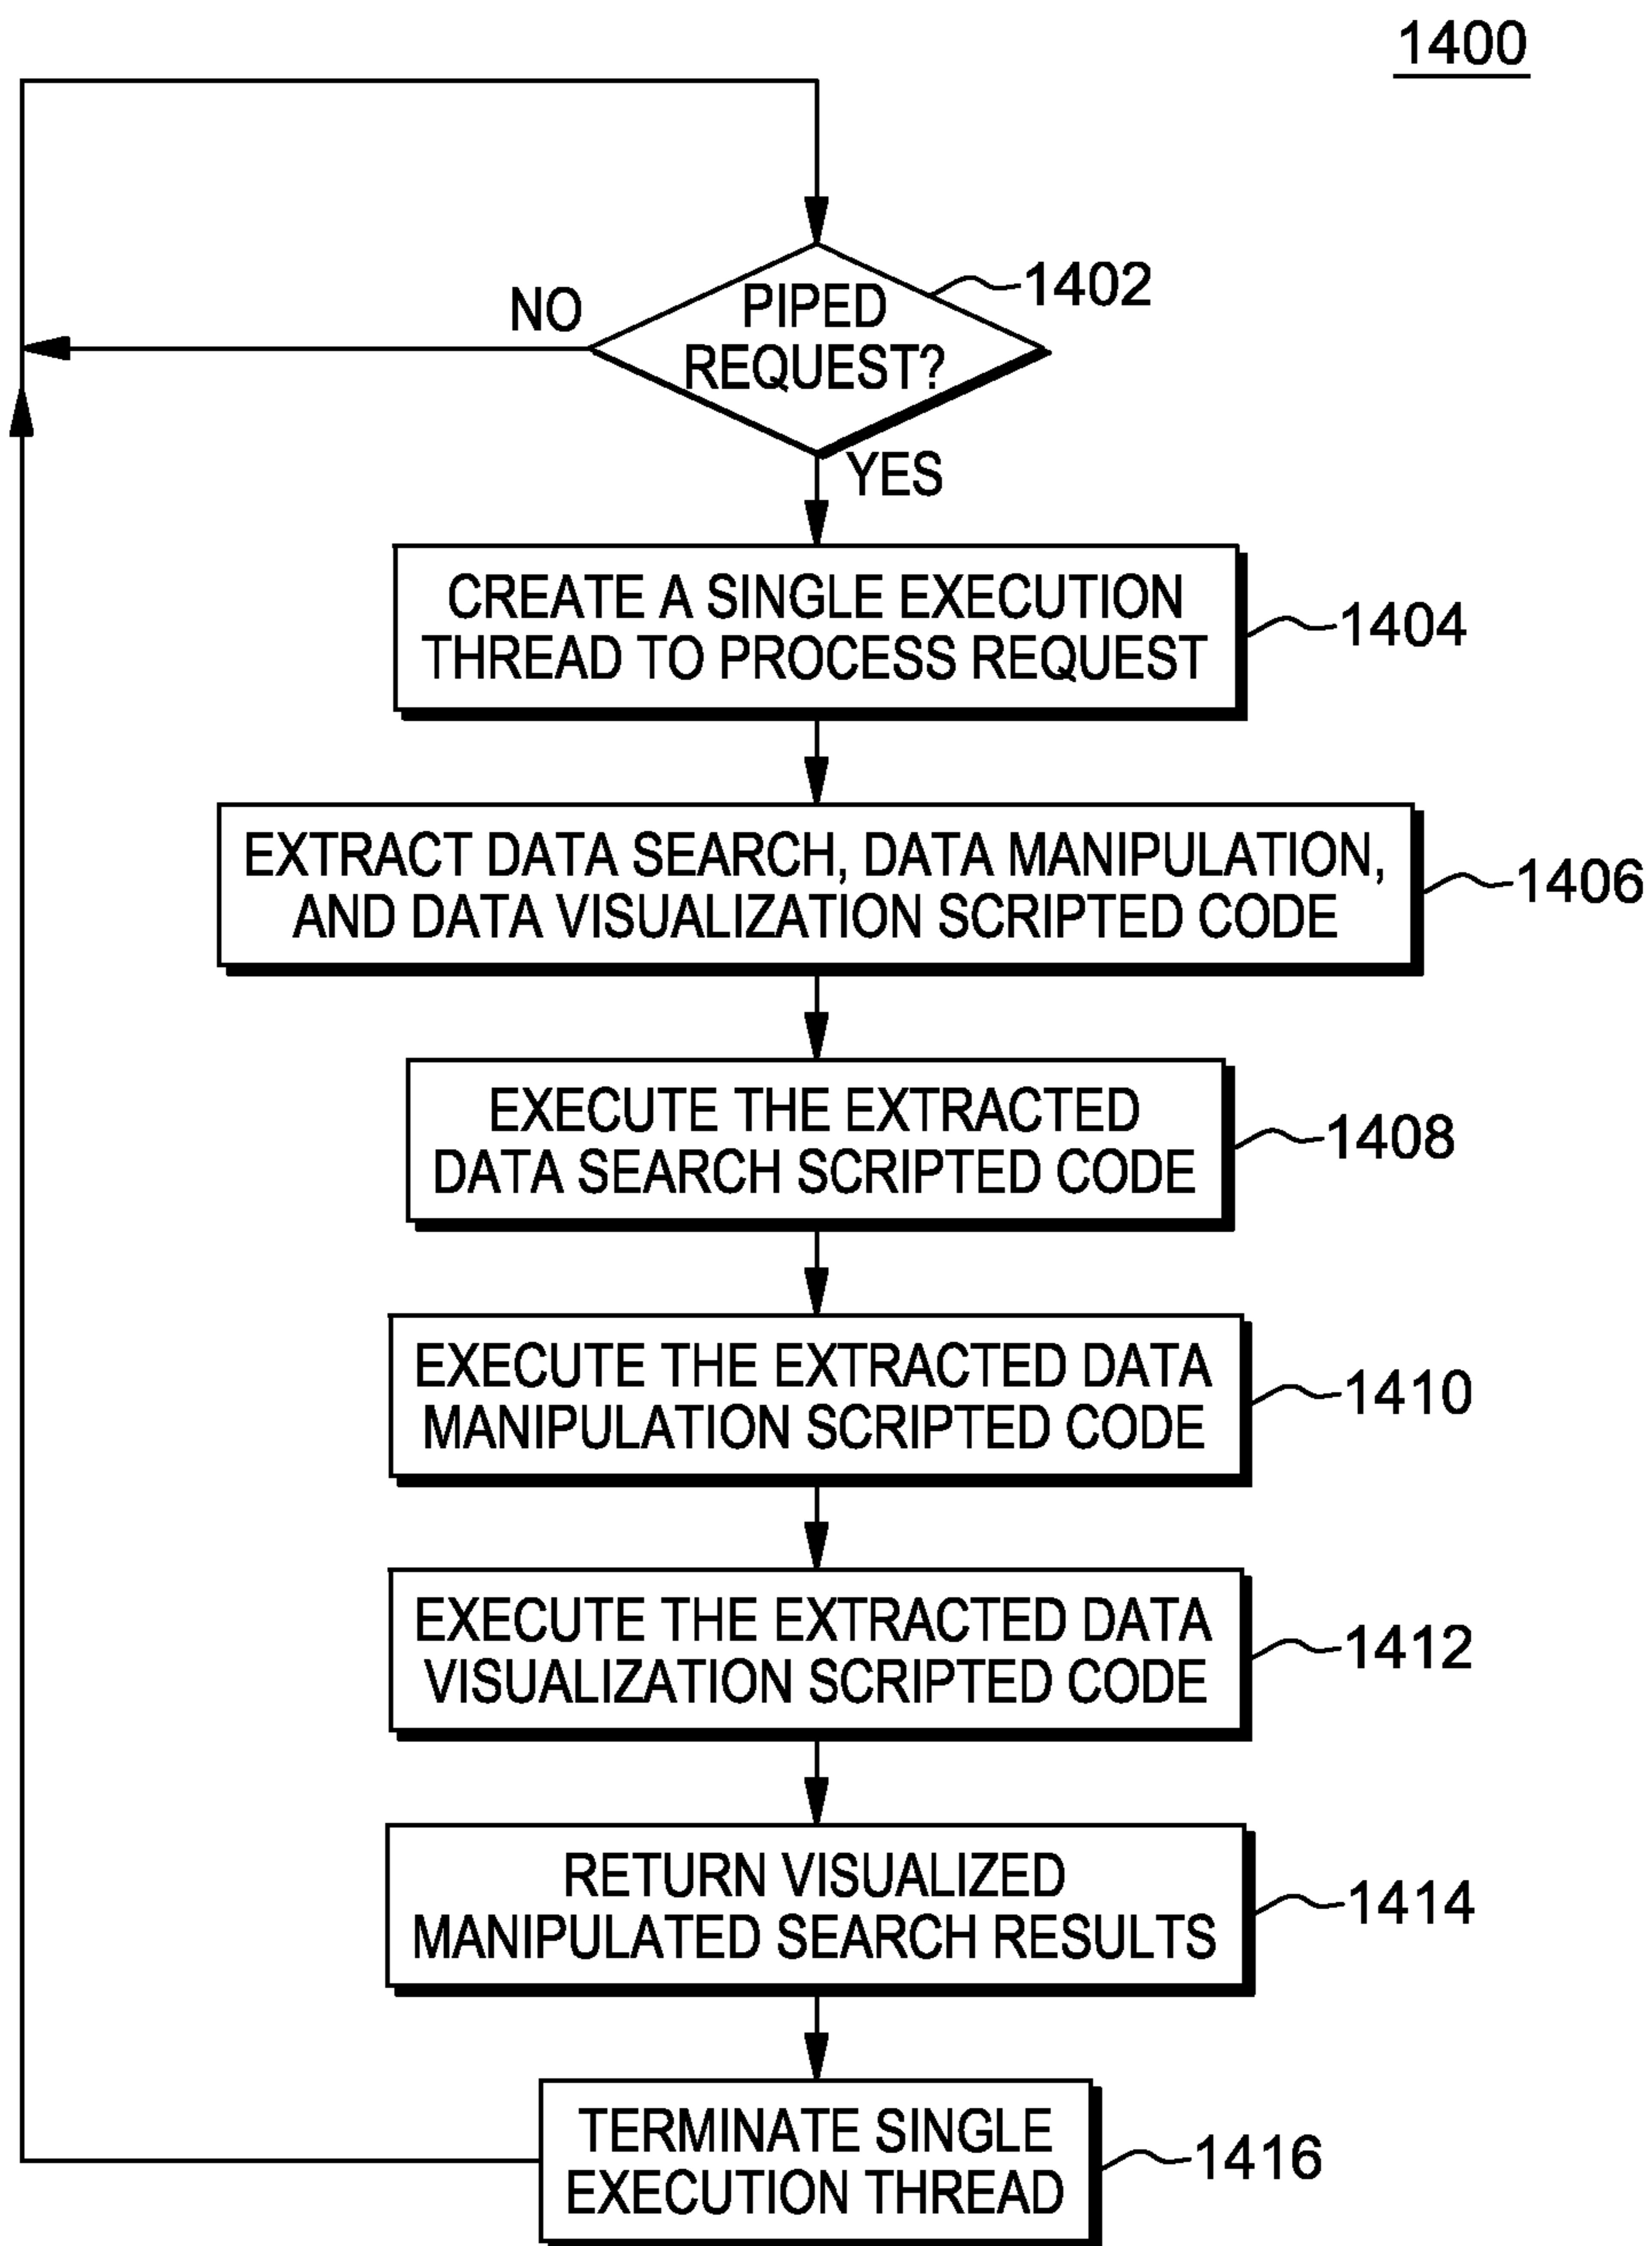 1400
PIPED
REQUEST?
1402
NO
YES
CREATE A SINGLE EXECUTION
THREAD TO PROCESS REQUEST
1404
EXTRACT DATA SEARCH, DATA MANIPULATION,
AND DATA VISUALIZATION SCRIPTED CODE
1406
EXECUTE THE EXTRACTED
DATA SEARCH SCRIPTED CODE
1408
EXECUTE THE EXTRACTED DATA
MANIPULATION SCRIPTED CODE
1410
EXECUTE THE EXTRACTED DATA
VISUALIZATION SCRIPTED CODE
1412
RETURN VISUALIZED
MANIPULATED SEARCH RESULTS
1414
TERMINATE SINGLE
EXECUTION THREAD
1416